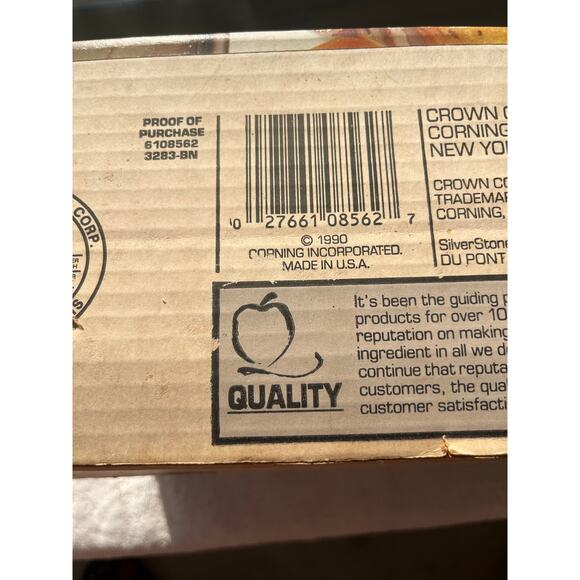 PROOF OF
PURCHASE
6108562
3283-BN
0 27661 08562 7
© 1990
CORNING INCORPORATED.
MADE IN U.S.A.
CROWN C
CORNING
NEW YO
CROWN CO
TRADEMAR
CORNING,
SilverStone
DU PONT
CORP.
QUALITY
It's been the guiding p
products for over 10
reputation on making
ingredient in all we d
continue that reputa
customers, the qual
customer satisfacti